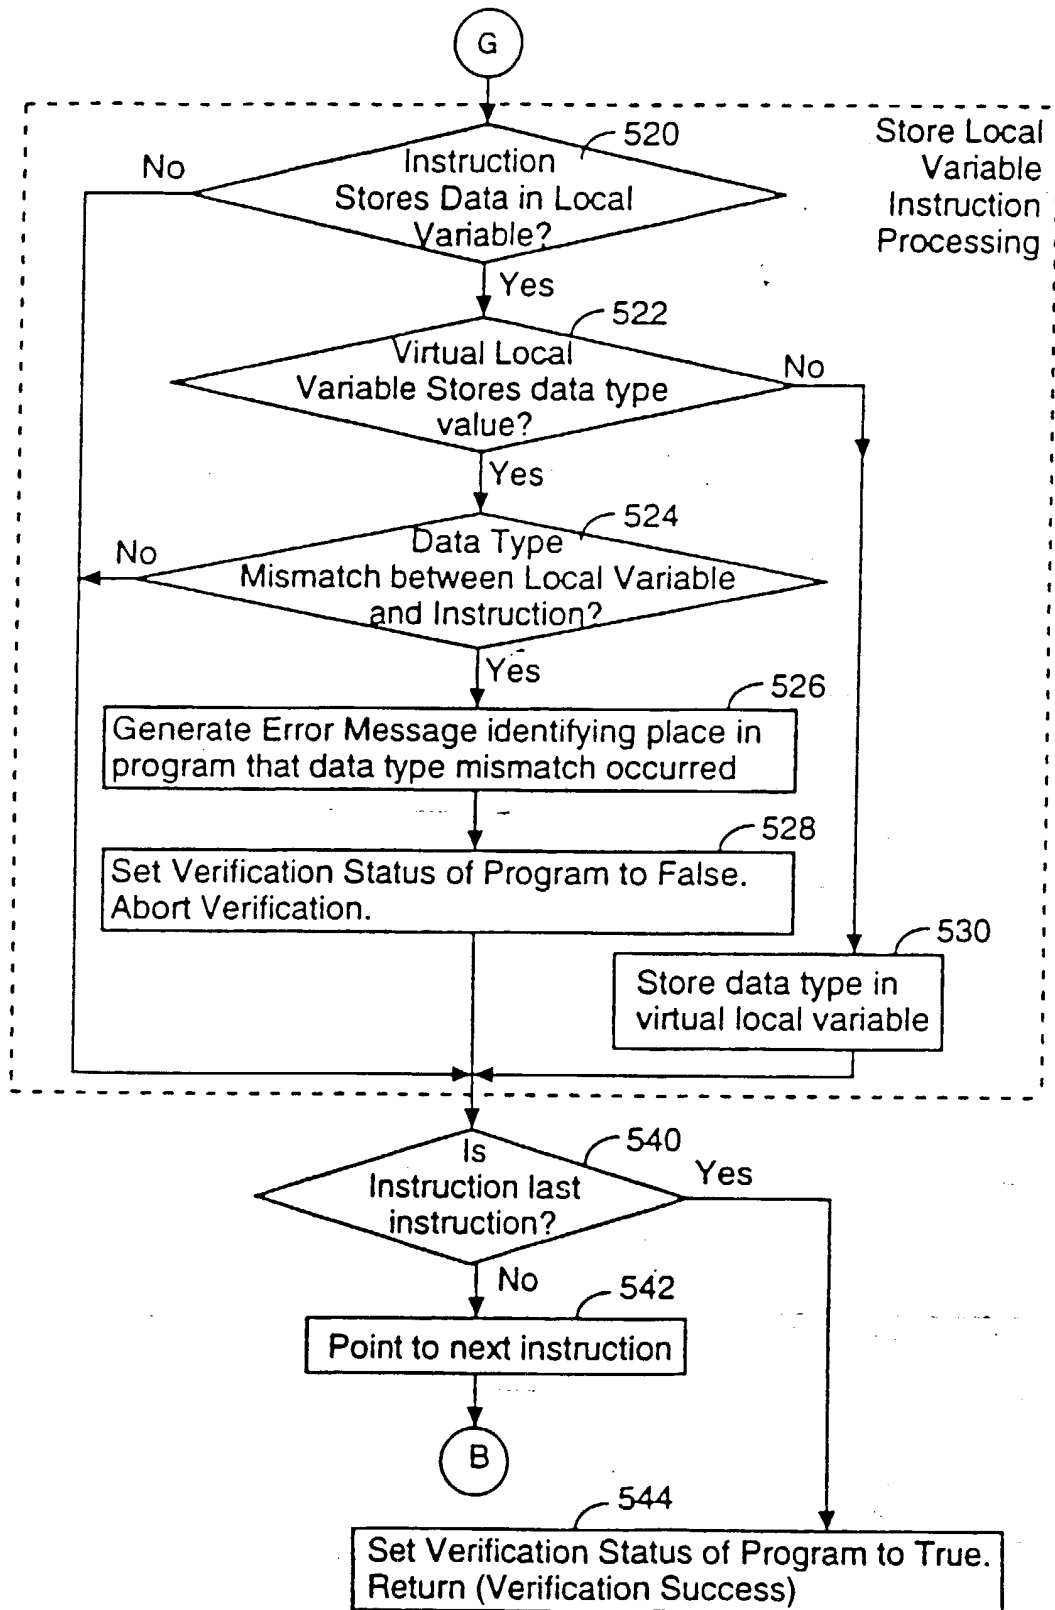 G
520
Store Local
Variable
Instruction
Processing
No
Instruction
Stores Data in Local
Variable?
Yes
522
Virtual Local
Variable Stores data type
value?
No
Yes
524
No
Data Type
Mismatch between Local Variable
and Instruction?
Yes
526
Generate Error Message identifying place in
program that data type mismatch occurred
528
Set Verification Status of Program to False.
Abort Verification.
530
Store data type in
virtual local variable
540
Is
Instruction last
instruction?
Yes
No
542
Point to next instruction
B
544
Set Verification Status of Program to True.
Return (Verification Success)